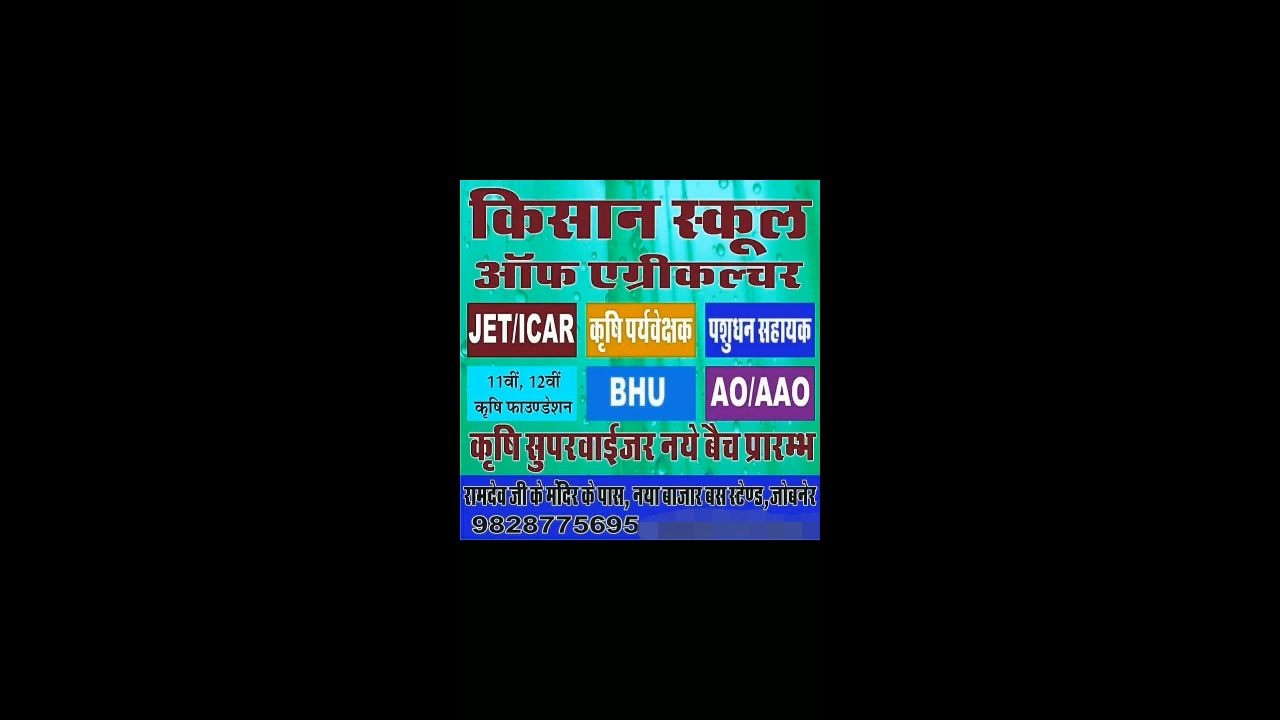 किसान स्कूल
ऑफ एग्रीकल्चर
JET/ICAR कृषि पर्यवेक्षक पशुधन सहायक
11वीं, 12वीं
कृषि फाउण्डेशन BHU AO/AAO
कृषि सुपरवाईजर नये बैच प्रारम्भ
रामदेव जी के मंदिर के पास, नया बाजार बस स्टेण्ड, जोबनेर
9828775695